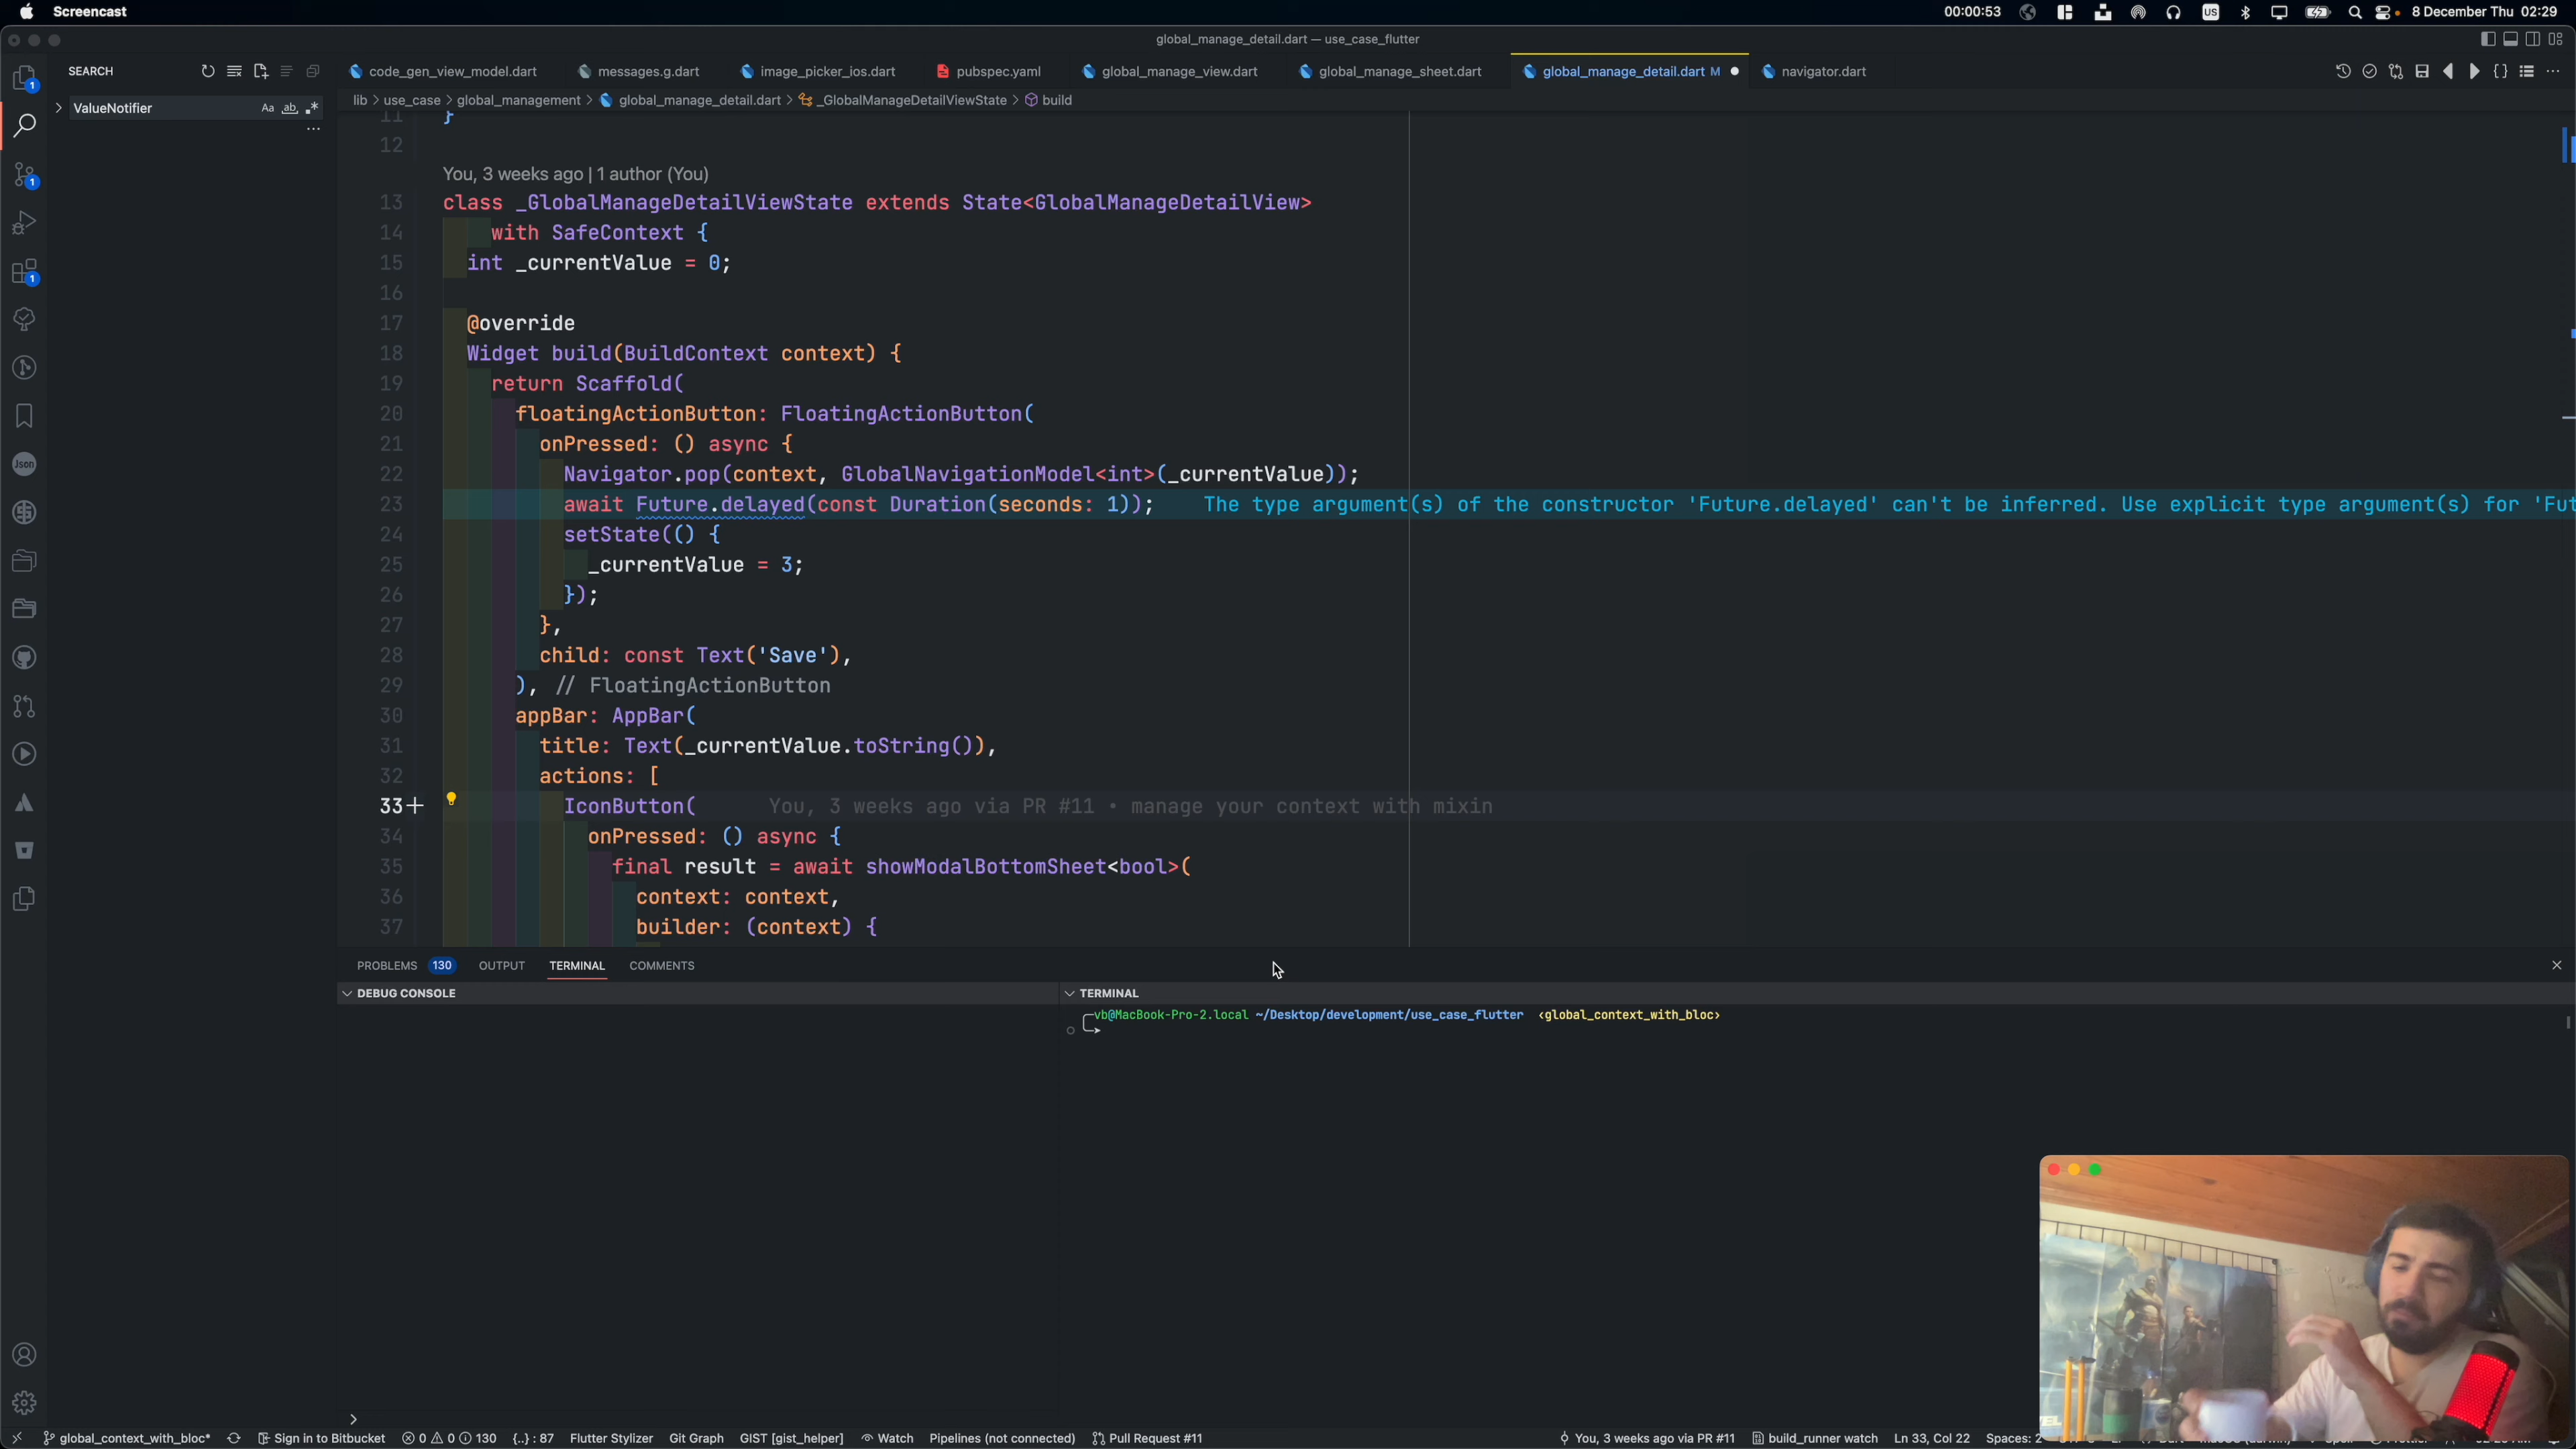 Screencast
00:00:53
US
8 December Thu 02:29
global_manage_detail.dart — use_case_flutter
SEARCH
code_gen_view_model.dart
messages.g.dart
image_picker_ios.dart
pubspec.yaml
global_manage_view.dart
global_manage_sheet.dart
global_manage_detail.dart M
navigator.dart
ValueNotifier
lib > use_case > global_management > global_manage_detail.dart > _GlobalManageDetailViewState > build
11 }
12
You, 3 weeks ago | 1 author (You)
13 class _GlobalManageDetailViewState extends State<GlobalManageDetailView>
14 with SafeContext {
15 int _currentValue = 0;
16
17 @override
18 Widget build(BuildContext context) {
19 return Scaffold(
20 floatingActionButton: FloatingActionButton(
21 onPressed: () async {
22 Navigator.pop(context, GlobalNavigationModel<int>(_currentValue));
23 await Future.delayed(const Duration(seconds: 1)); The type argument(s) of the constructor 'Future.delayed' can't be inferred. Use explicit type argument(s) for 'Fut
24 setState(() {
25 _currentValue = 3;
26 });
27 },
28 child: const Text('Save'),
29 ), // FloatingActionButton
30 appBar: AppBar(
31 title: Text(_currentValue.toString()),
32 actions: [
33 IconButton( You, 3 weeks ago via PR #11 • manage your context with mixin
34 onPressed: () async {
35 final result = await showModalBottomSheet<bool>(
36 context: context,
37 builder: (context) {
PROBLEMS 130 OUTPUT TERMINAL COMMENTS
DEBUG CONSOLE
TERMINAL
vb@MacBook-Pro-2.local ~/Desktop/development/use_case_flutter ‹global_context_with_bloc›
global_context_with_bloc* Sign in to Bitbucket 0 0 130 {..} : 87 Flutter Stylizer Git Graph GIST [gist_helper] Watch Pipelines (not connected) Pull Request #11
You, 3 weeks ago via PR #11 build_runner watch Ln 33, Col 22 Spaces: 2